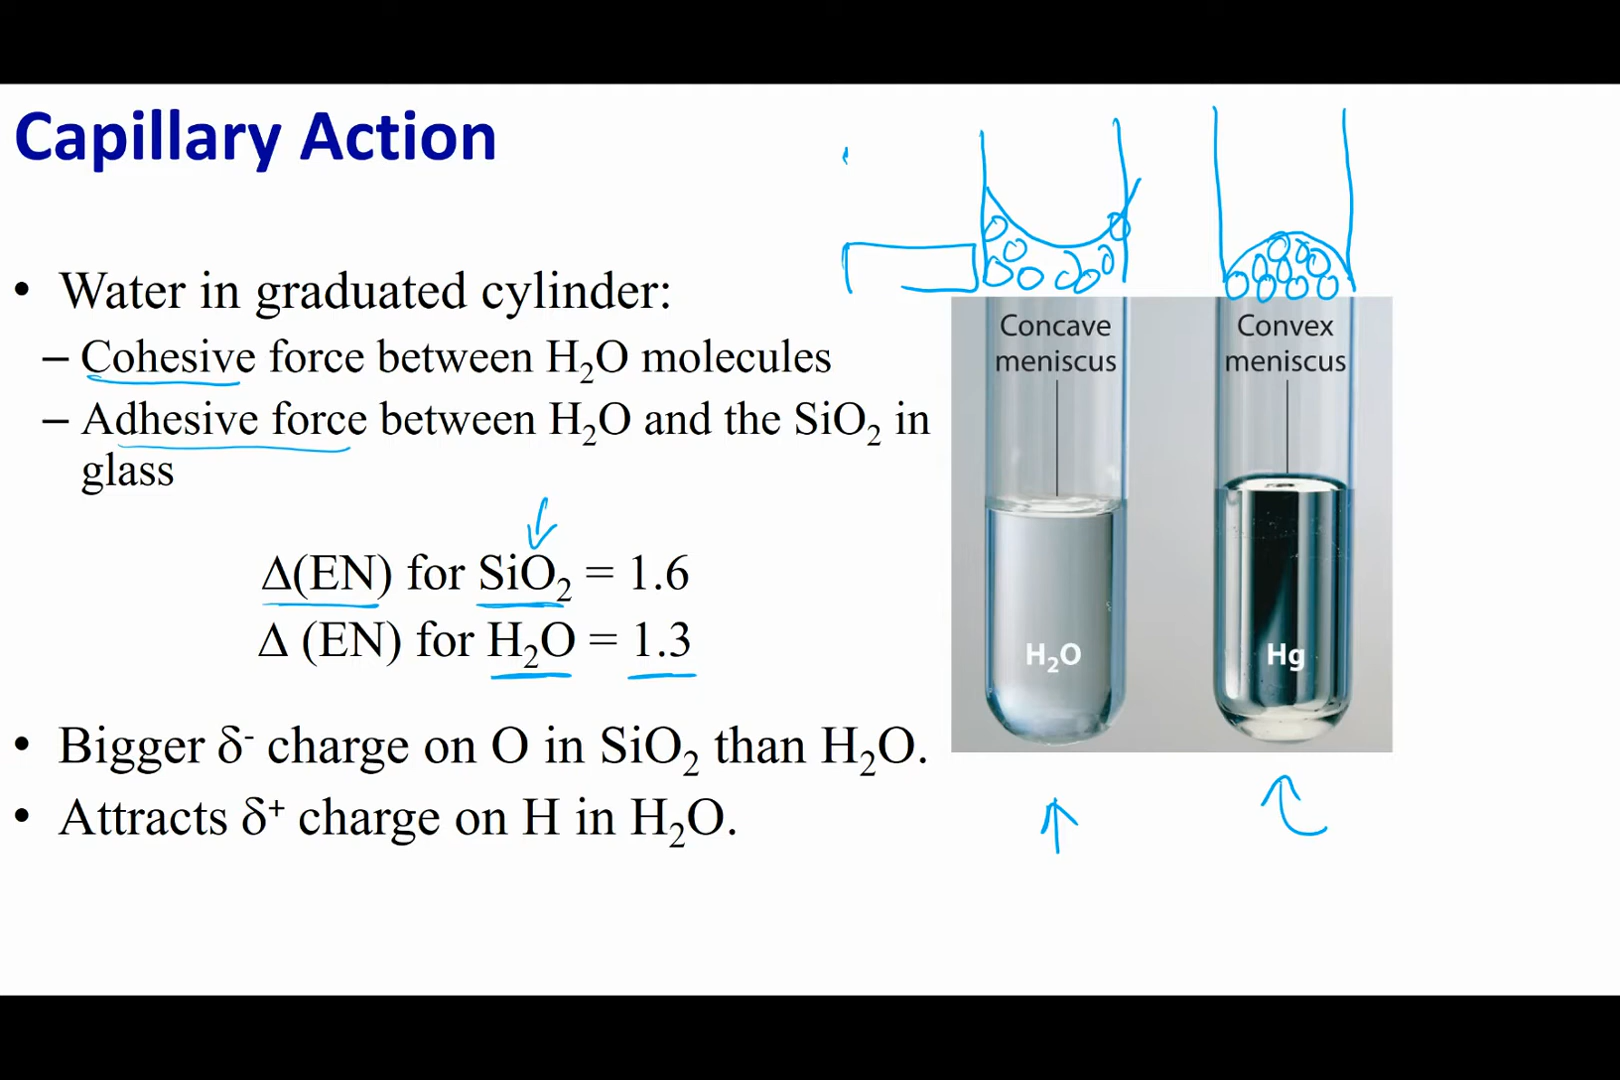 Capillary Action
• Water in graduated cylinder:
– Cohesive force between H₂O molecules
– Adhesive force between H₂O and the SiO₂ in
glass
Δ(EN) for SiO₂ = 1.6
Δ (EN) for H₂O = 1.3
• Bigger δ⁻ charge on O in SiO₂ than H₂O.
• Attracts δ⁺ charge on H in H₂O.
Concave
meniscus
H₂O
Convex
meniscus
Hg